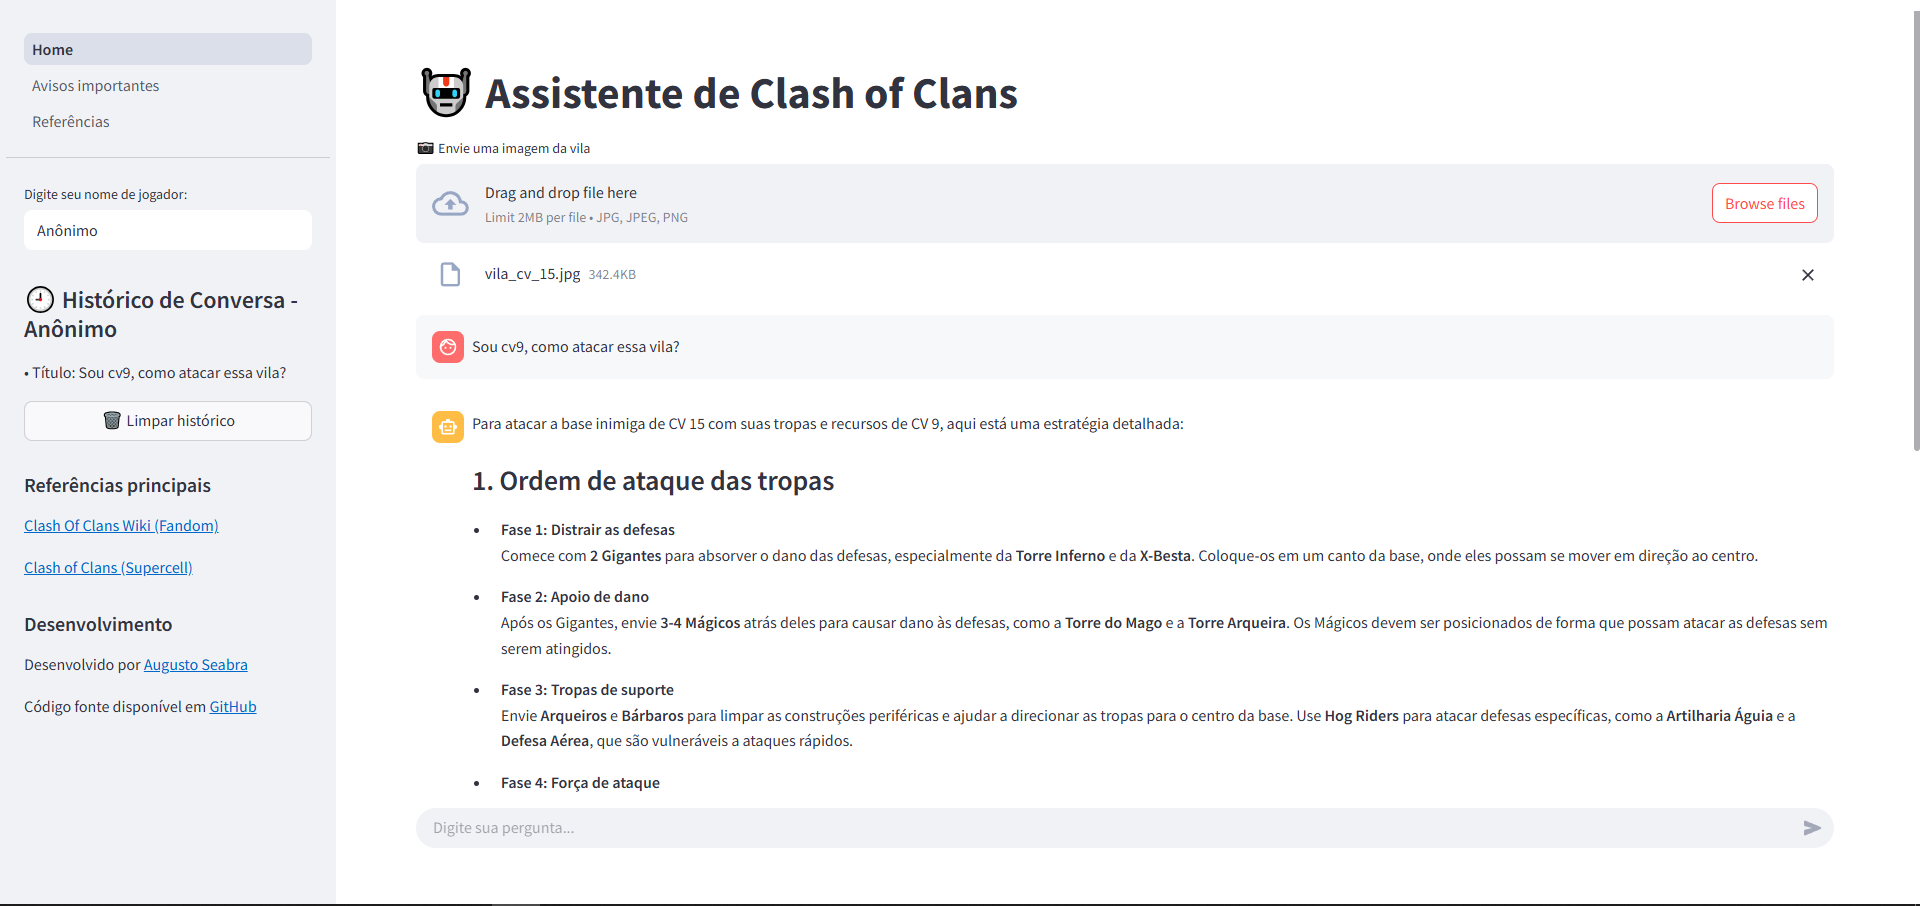 Home
Avisos importantes
Referências
Digite seu nome de jogador:
Anônimo
Histórico de Conversa -
Anônimo
• Título: Sou cv9, como atacar essa vila?
Limpar histórico
Referências principais
Clash Of Clans Wiki (Fandom)
Clash of Clans (Supercell)
Desenvolvimento
Desenvolvido por Augusto Seabra
Código fonte disponível em GitHub
Assistente de Clash of Clans
Envie uma imagem da vila
Drag and drop file here
Limit 2MB per file • JPG, JPEG, PNG
Browse files
vila_cv_15.jpg 342.4KB
Sou cv9, como atacar essa vila?
Para atacar a base inimiga de CV 15 com suas tropas e recursos de CV 9, aqui está uma estratégia detalhada:
1. Ordem de ataque das tropas
• Fase 1: Distrair as defesas
Comece com 2 Gigantes para absorver o dano das defesas, especialmente da Torre Inferno e da X-Besta. Coloque-os em um canto da base, onde eles possam se mover em direção ao centro.
• Fase 2: Apoio de dano
Após os Gigantes, envie 3-4 Mágicos atrás deles para causar dano às defesas, como a Torre do Mago e a Torre Arqueira. Os Mágicos devem ser posicionados de forma que possam atacar as defesas sem
serem atingidos.
• Fase 3: Tropas de suporte
Envie Arqueiros e Bárbaros para limpar as construções periféricas e ajudar a direcionar as tropas para o centro da base. Use Hog Riders para atacar defesas específicas, como a Artilharia Águia e a
Defesa Aérea, que são vulneráveis a ataques rápidos.
• Fase 4: Força de ataque
Digite sua pergunta...